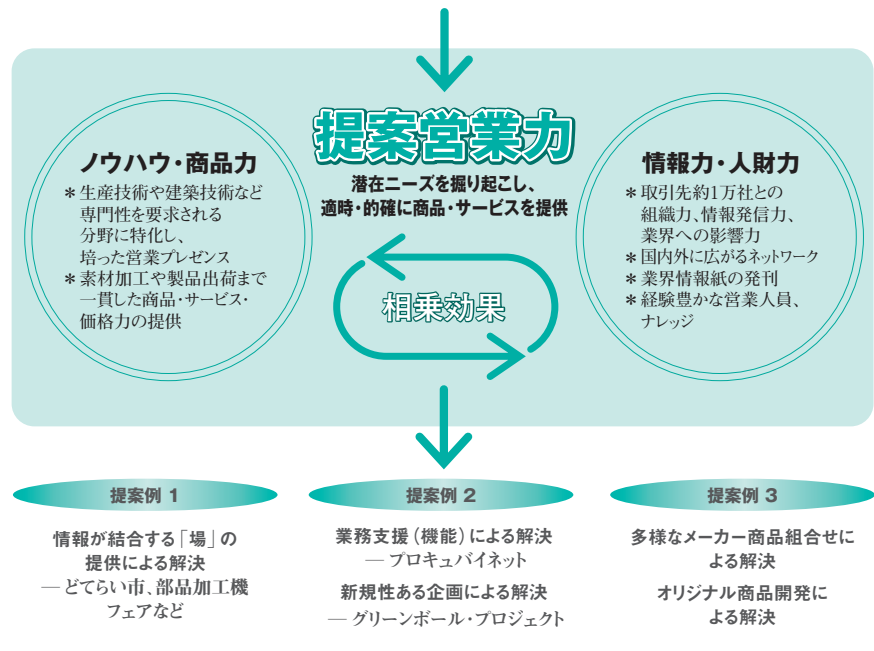 提案営業力
潜在ニーズを掘り起こし、
適時・的確に商品・サービスを提供
ノウハウ・商品力
＊生産技術や建築技術など
専門性を要求される
分野に特化し、
培った営業プレゼンス
＊素材加工や製品出荷まで
一貫した商品・サービス・
価格力の提供
相乗効果
情報力・人財力
＊取引先約1万社との
組織力、情報発信力、
業界への影響力
＊国内外に広がるネットワーク
＊業界情報紙の発刊
＊経験豊かな営業人員、
ナレッジ
提案例 1
情報が結合する「場」の
提供による解決
― どてらい市、部品加工機
フェアなど
提案例 2
業務支援（機能）による解決
― プロキュバイネット
新規性ある企画による解決
― グリーンボール・プロジェクト
提案例 3
多様なメーカー商品組合せに
よる解決
オリジナル商品開発に
よる解決